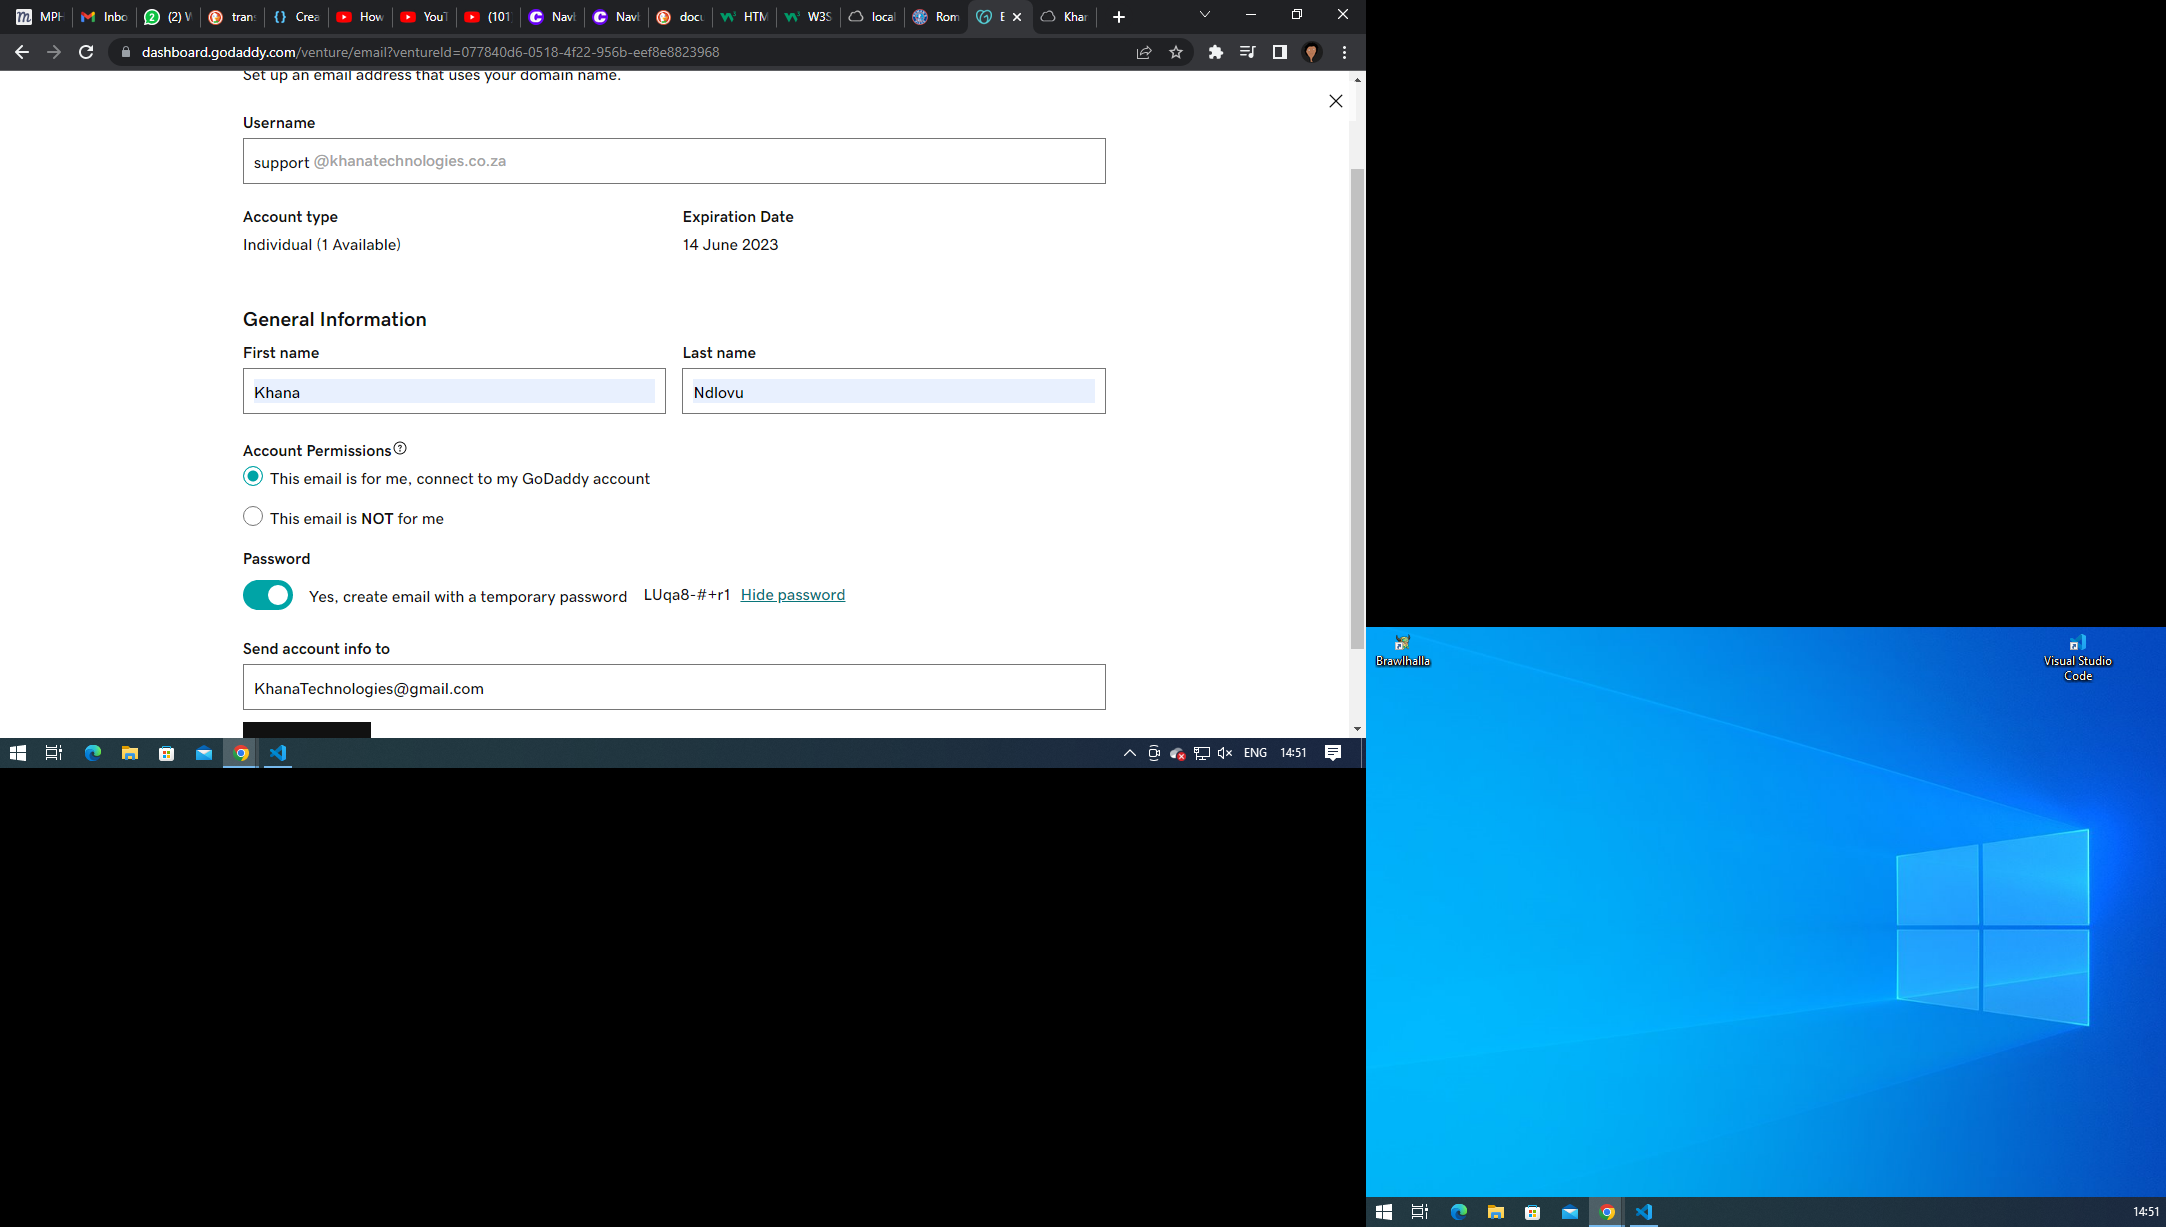 MPH
Inbo
2
(2) W
tran
{} Crea
How
YouT
(101
Navl
Navl
docu
HTM
W3S
local
Rom
E
Khar
dashboard.godaddy.com/venture/email?ventureId=077840d6-0518-4f22-956b-eef8e8823968
Set up an email address that uses your domain name.
Username
support @khanatechnologies.co.za
Account type Expiration Date
Individual (1 Available) 14 June 2023
General Information
First name Last name
Khana Ndlovu
Account Permissions
This email is for me, connect to my GoDaddy account
This email is NOT for me
Password
Yes, create email with a temporary password LUqa8-#+r1 Hide password
Send account info to
KhanaTechnologies@gmail.com
ENG 14:51
Brawlhalla
Visual Studio
Code
14:51